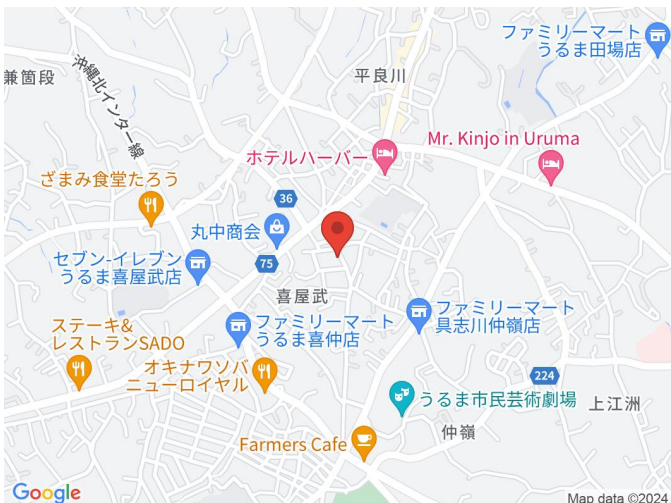 ファミリーマート
うるま田場店
兼箇段
沖縄北インター線
平良川
Mr. Kinjo in Uruma
ホテルハーバー
ざまみ食堂たろう
36
丸中商会
セブン-イレブン
うるま喜屋武店
75
喜屋武
ステーキ&
レストランSADO
ファミリーマート
うるま喜仲店
ファミリーマート
具志川仲嶺店
オキナワソバ
ニューロイヤル
224
うるま市民芸術劇場
上江洲
仲嶺
Farmers Cafe
Google
Map data ©2024